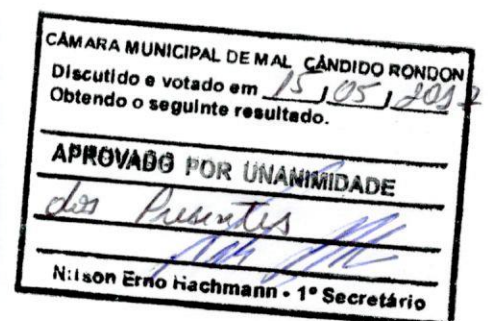 CÂMARA MUNICIPAL DE MAL CÂNDIDO RONDON
Discutido e votado em 15/05/2012
Obtendo o seguinte resultado.
APROVADO POR UNANIMIDADE
dos Presentes
Nilson Erno Hachmann - 1º Secretário